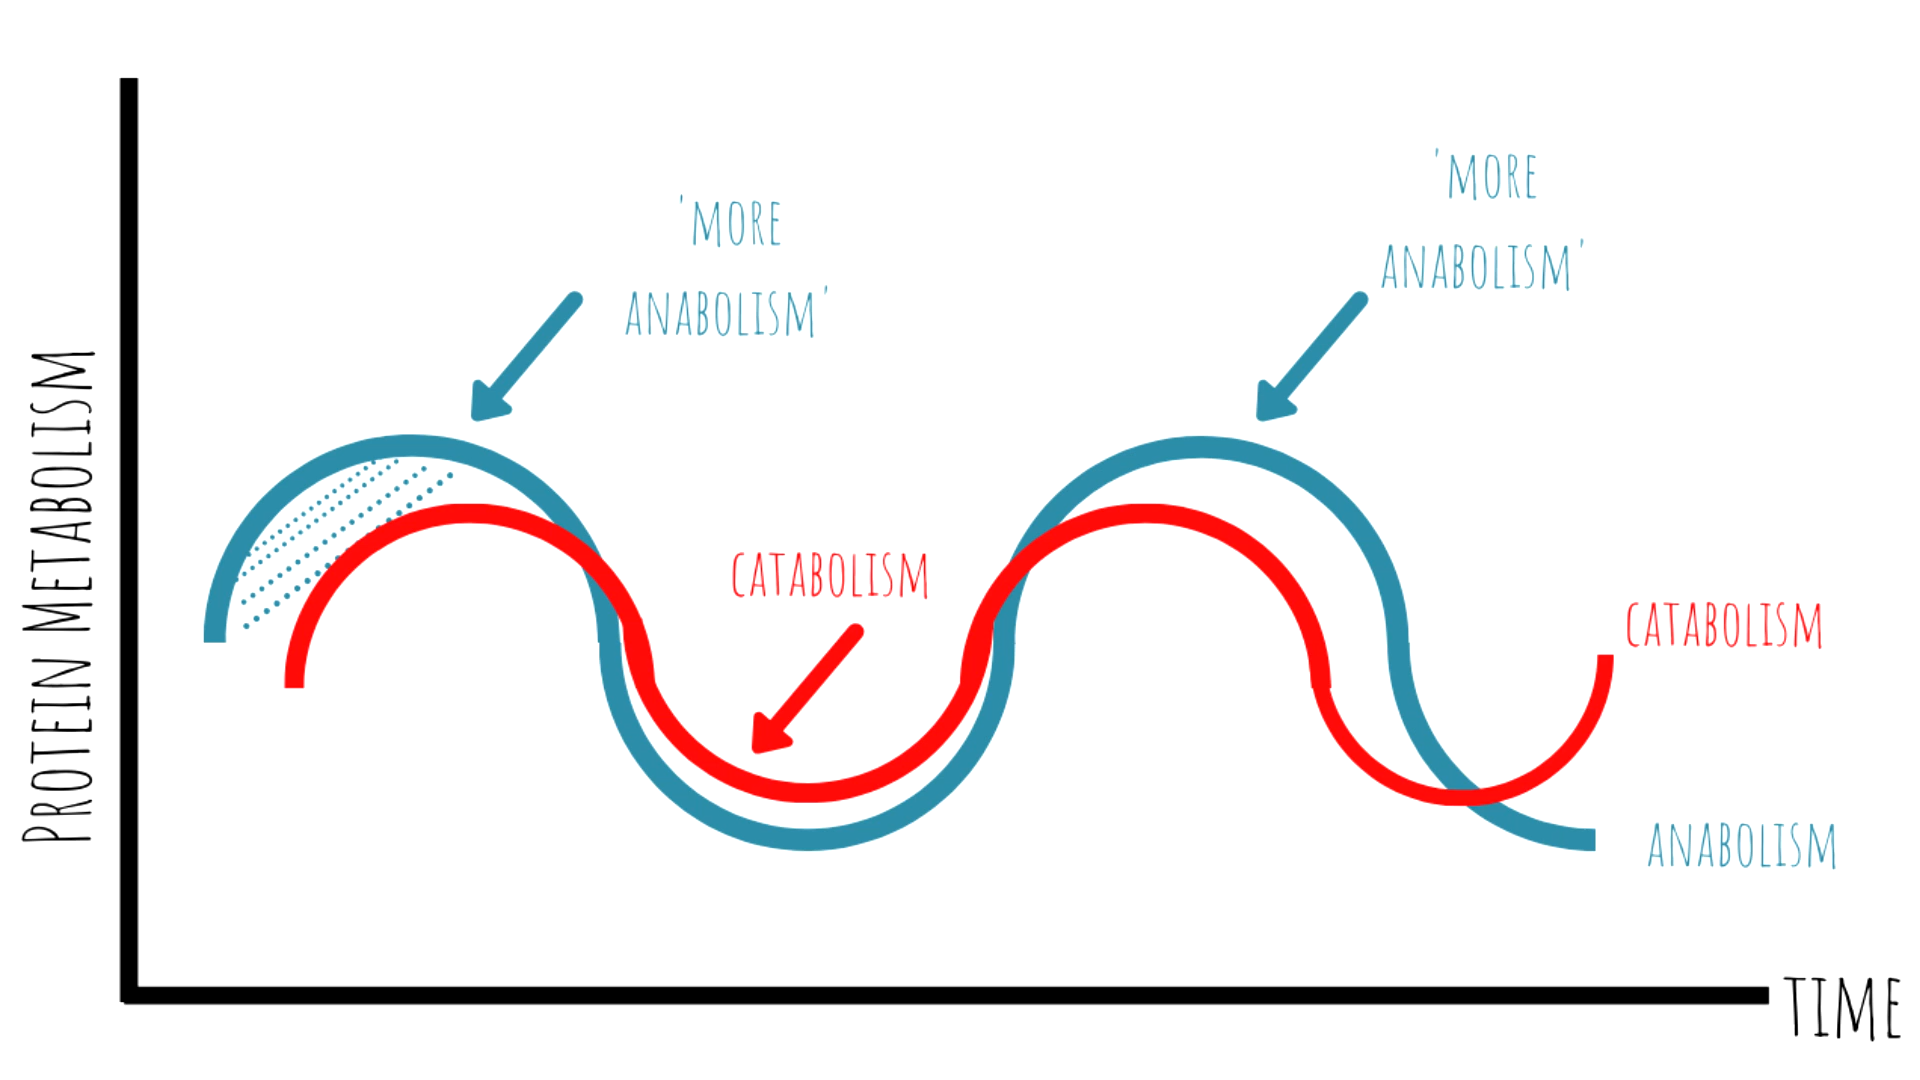 'MORE
ANABOLISM'
'MORE
ANABOLISM'
PROTEIN METABOLISM
CATABOLISM
CATABOLISM
ANABOLISM
TIME